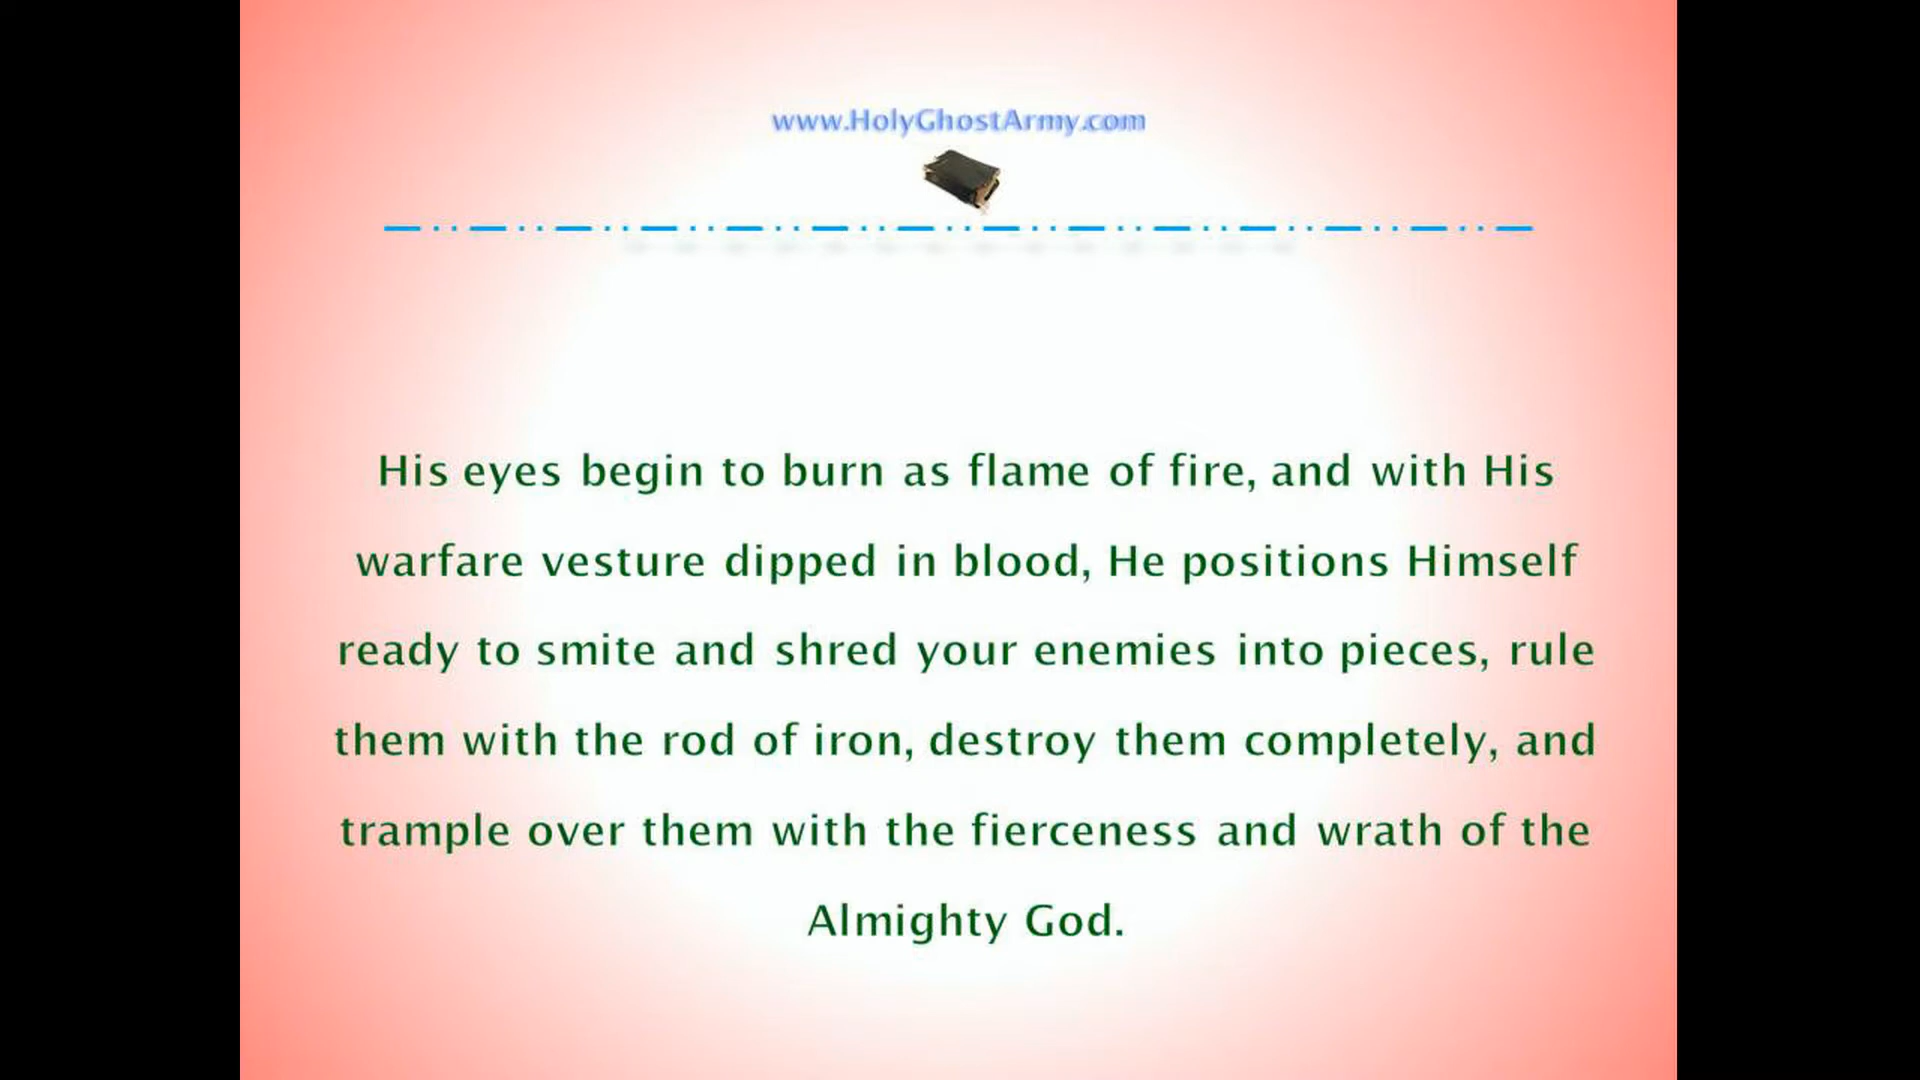 www.HolyGhostArmy.com
His eyes begin to burn as flame of fire, and with His
warfare vesture dipped in blood, He positions Himself
ready to smite and shred your enemies into pieces, rule
them with the rod of iron, destroy them completely, and
trample over them with the fierceness and wrath of the
Almighty God.